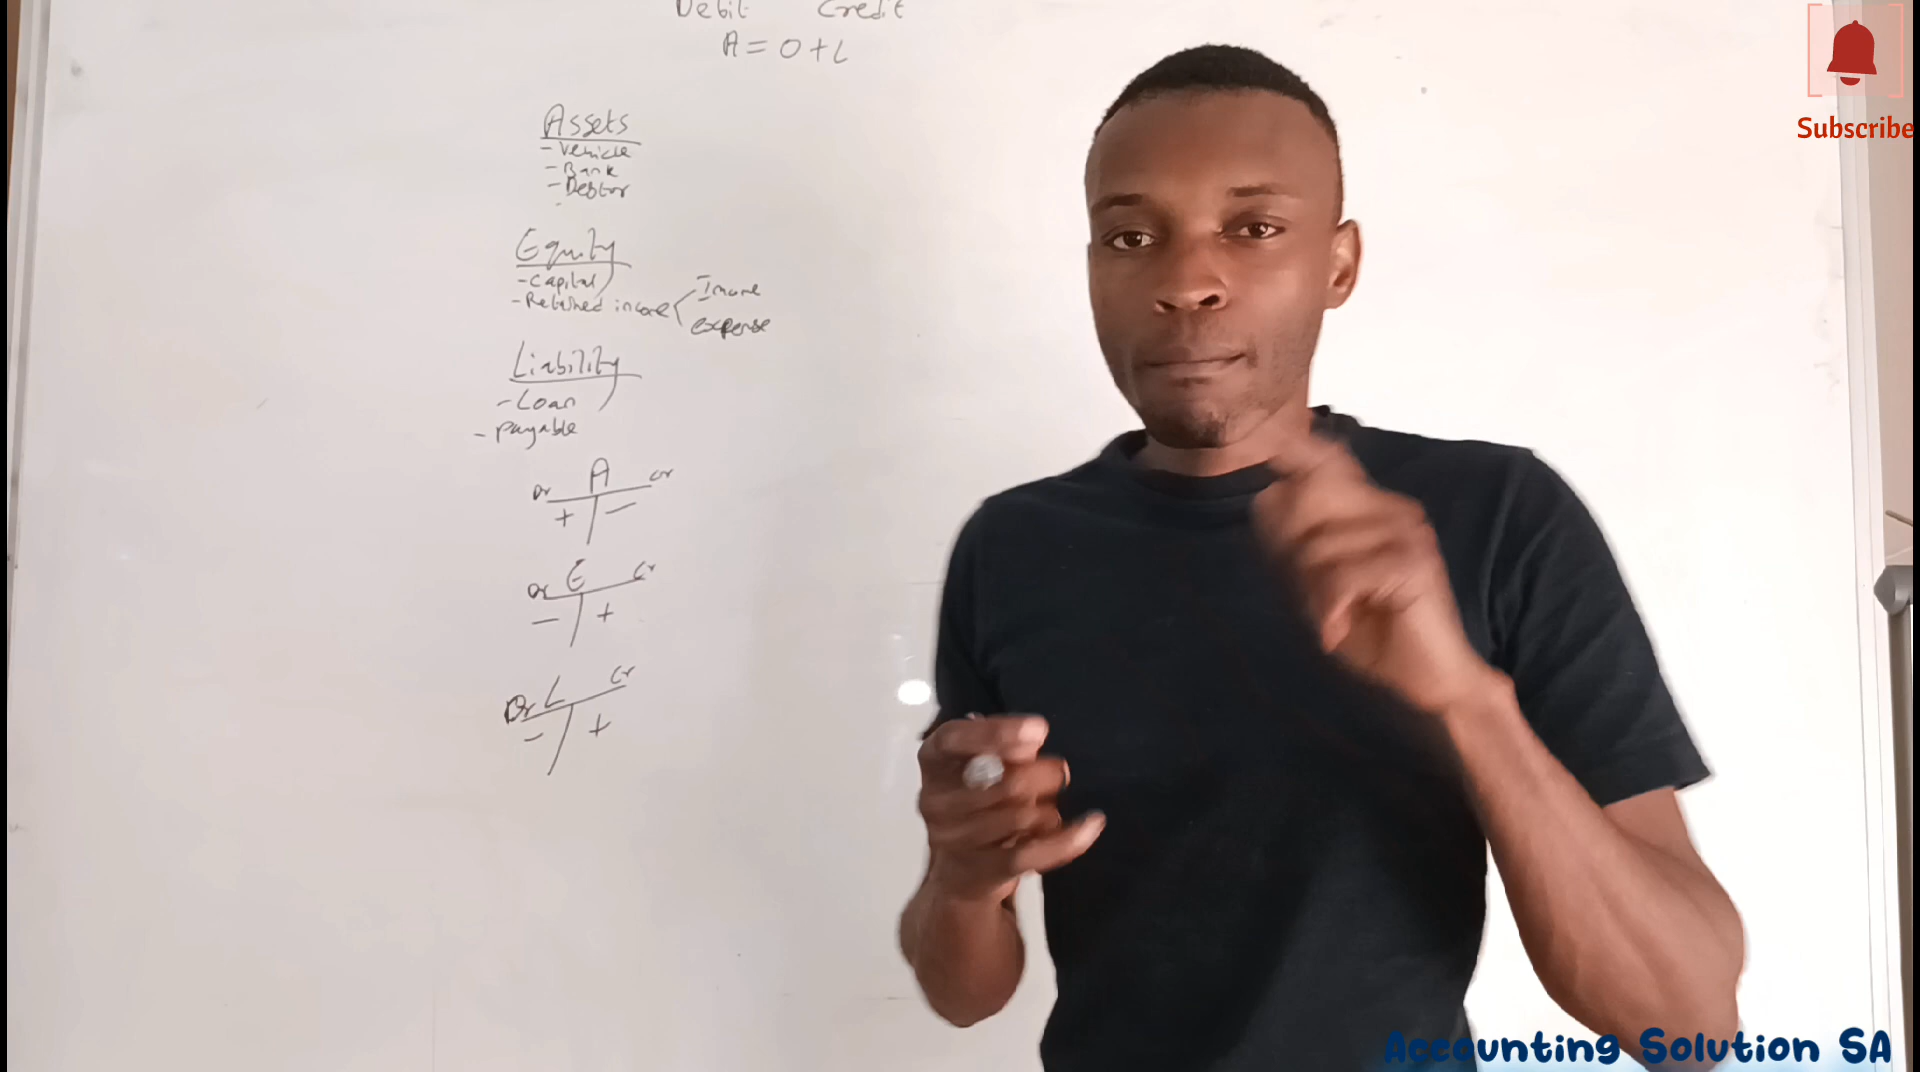 Debit Credit
A = O + L
Assets
- Vehicle
- Bank
- Debtor
Equity
- Capital
- Retained income < Income
expense
Liability
- Loan
- Payable
Dr A Cr
+ -
Dr E Cr
- +
Dr L Cr
- +
Subscribe
Accounting Solution SA